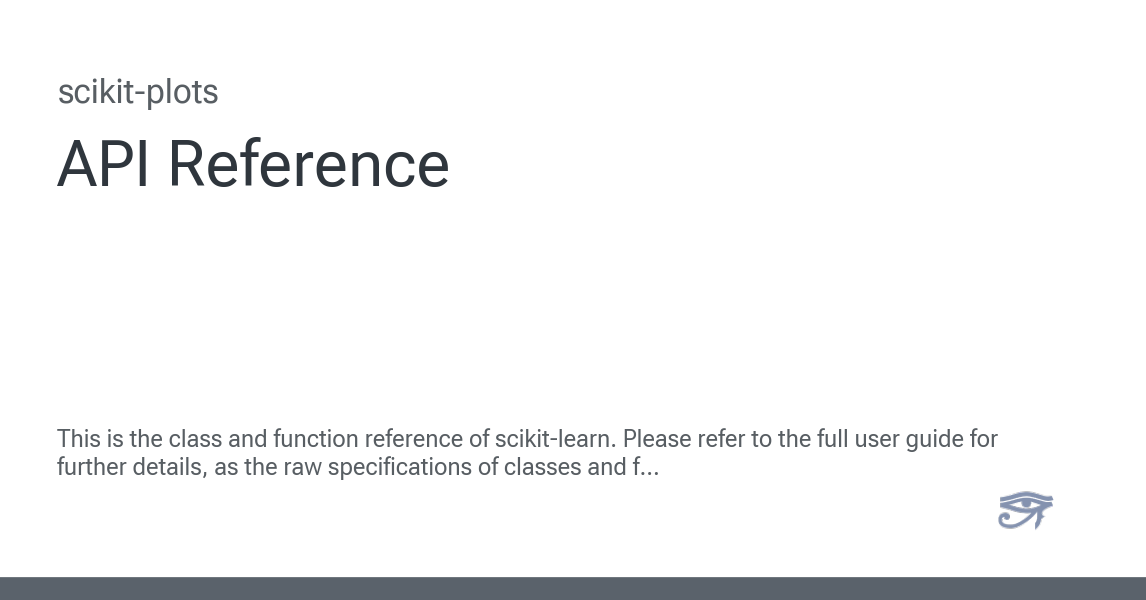 scikit-plots
API Reference
This is the class and function reference of scikit-learn. Please refer to the full user guide for
further details, as the raw specifications of classes and f...